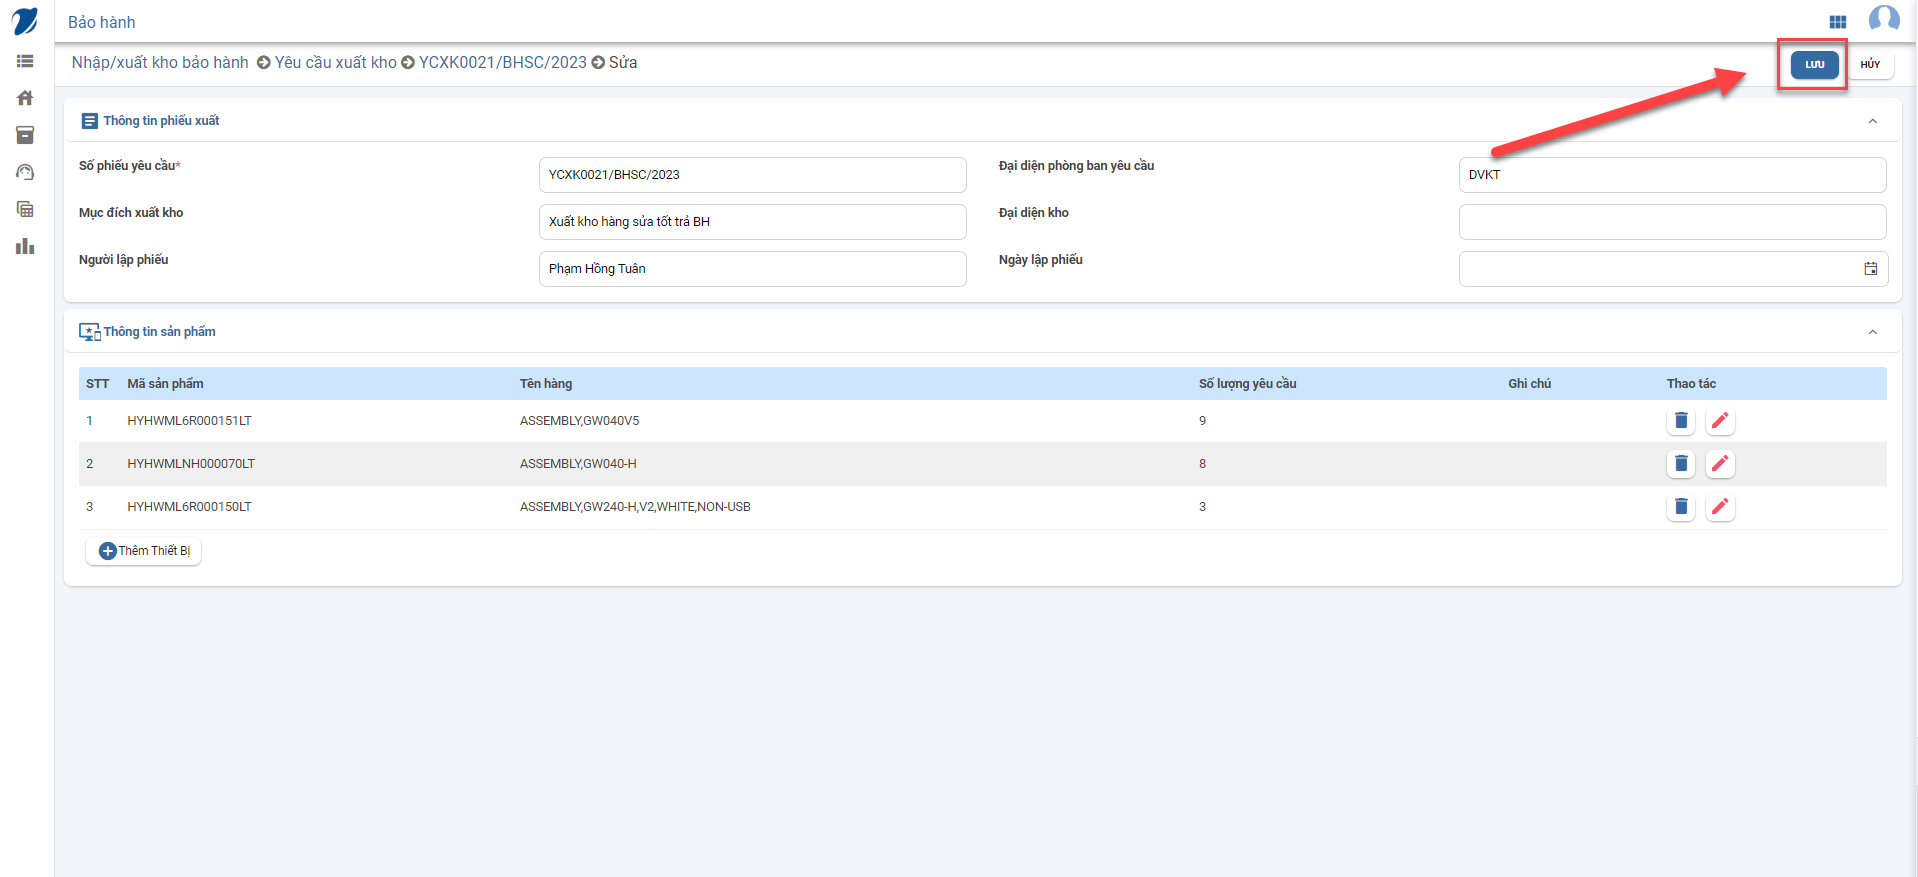 Bảo hành
Nhập/xuất kho bảo hành Yêu cầu xuất kho YCXK0021/BHSC/2023 Sửa
LƯU HỦY
Thông tin phiếu xuất
Số phiếu yêu cầu* YCXK0021/BHSC/2023 Đại diện phòng ban yêu cầu DVKT
Mục đích xuất kho Xuất kho hàng sửa tốt trả BH Đại diện kho
Người lập phiếu Phạm Hồng Tuân Ngày lập phiếu
Thông tin sản phẩm
STT Mã sản phẩm Tên hàng Số lượng yêu cầu Ghi chú Thao tác
1 HYHWML6R000151LT ASSEMBLY,GW040V5 9
2 HYHWMLNH000070LT ASSEMBLY,GW040-H 8
3 HYHWML6R000150LT ASSEMBLY,GW240-H,V2,WHITE,NON-USB 3
Thêm Thiết Bị